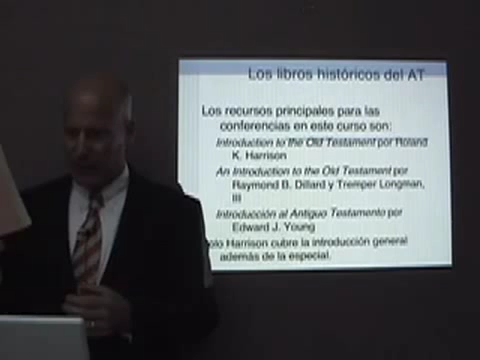 Los libros históricos del AT
Los recursos principales para las
conferencias en este curso son:
Introduction to the Old Testament por Roland
K. Harrison
An Introduction to the Old Testament por
Raymond B. Dillard y Tremper Longman,
III
Introducción al Antiguo Testamento por
Edward J. Young
olo Harrison cubre la introducción general
además de la especial.